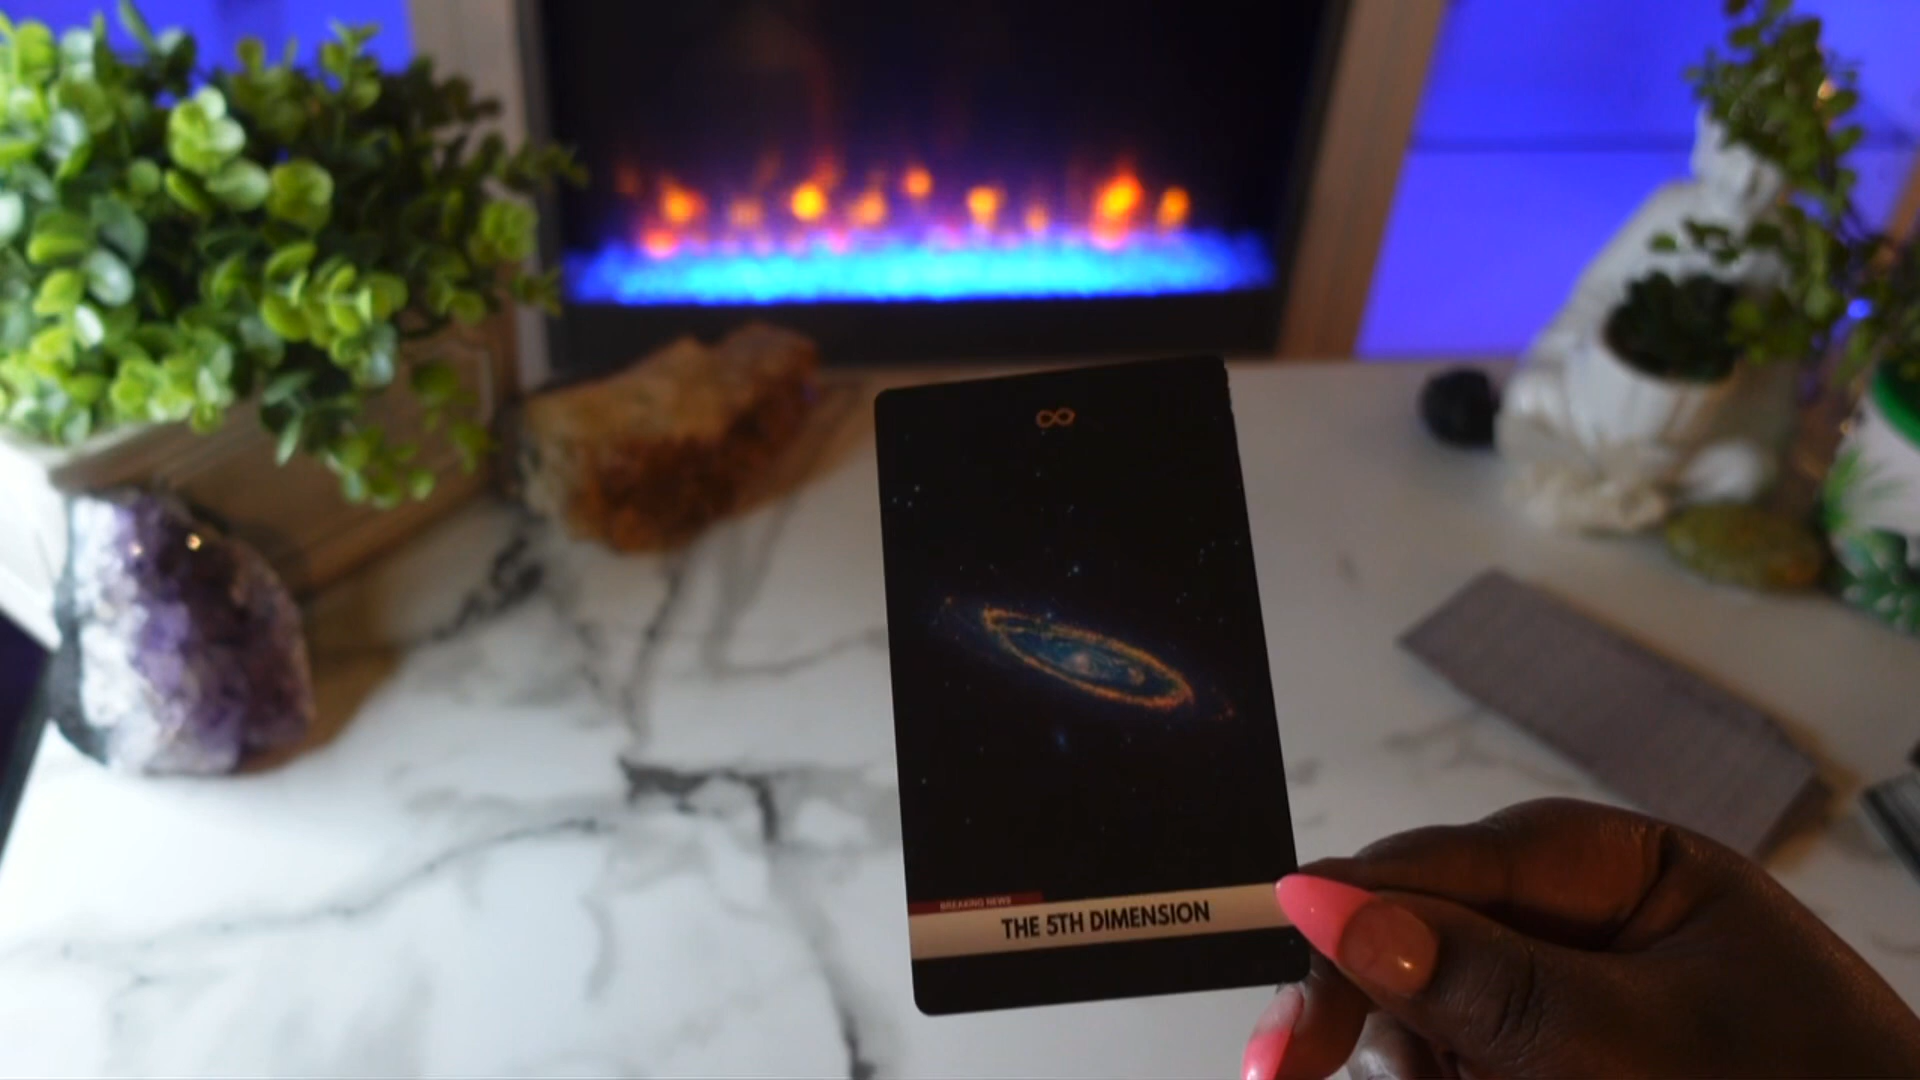 ∞
BREAKING NEWS
THE 5TH DIMENSION